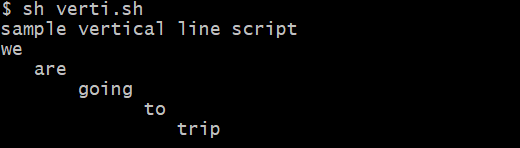 $ sh verti.sh
sample vertical line script
we
are
going
to
trip